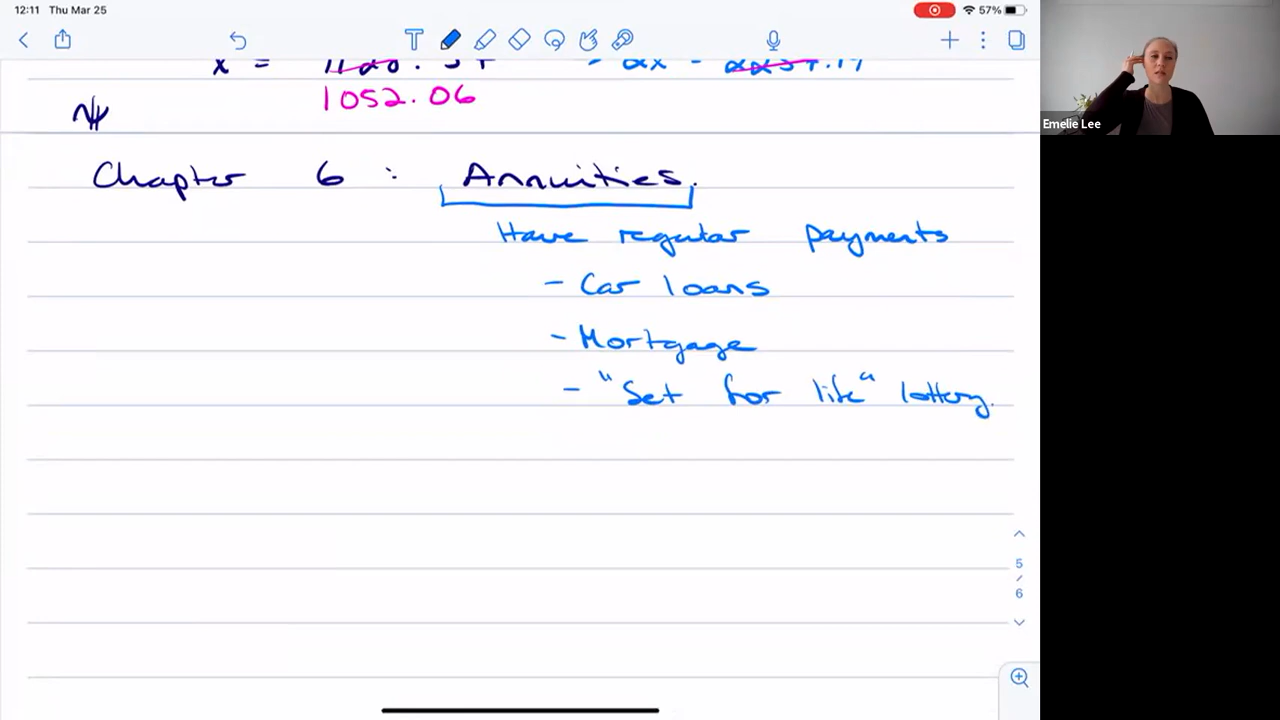 12:11 Thu Mar 25
57%
x =
1052.06
Chapter 6 : Annuities.
Have regular payments
- Car loans
- Mortgage
- "Set for life" lottery.
Emelie Lee
5
/
6